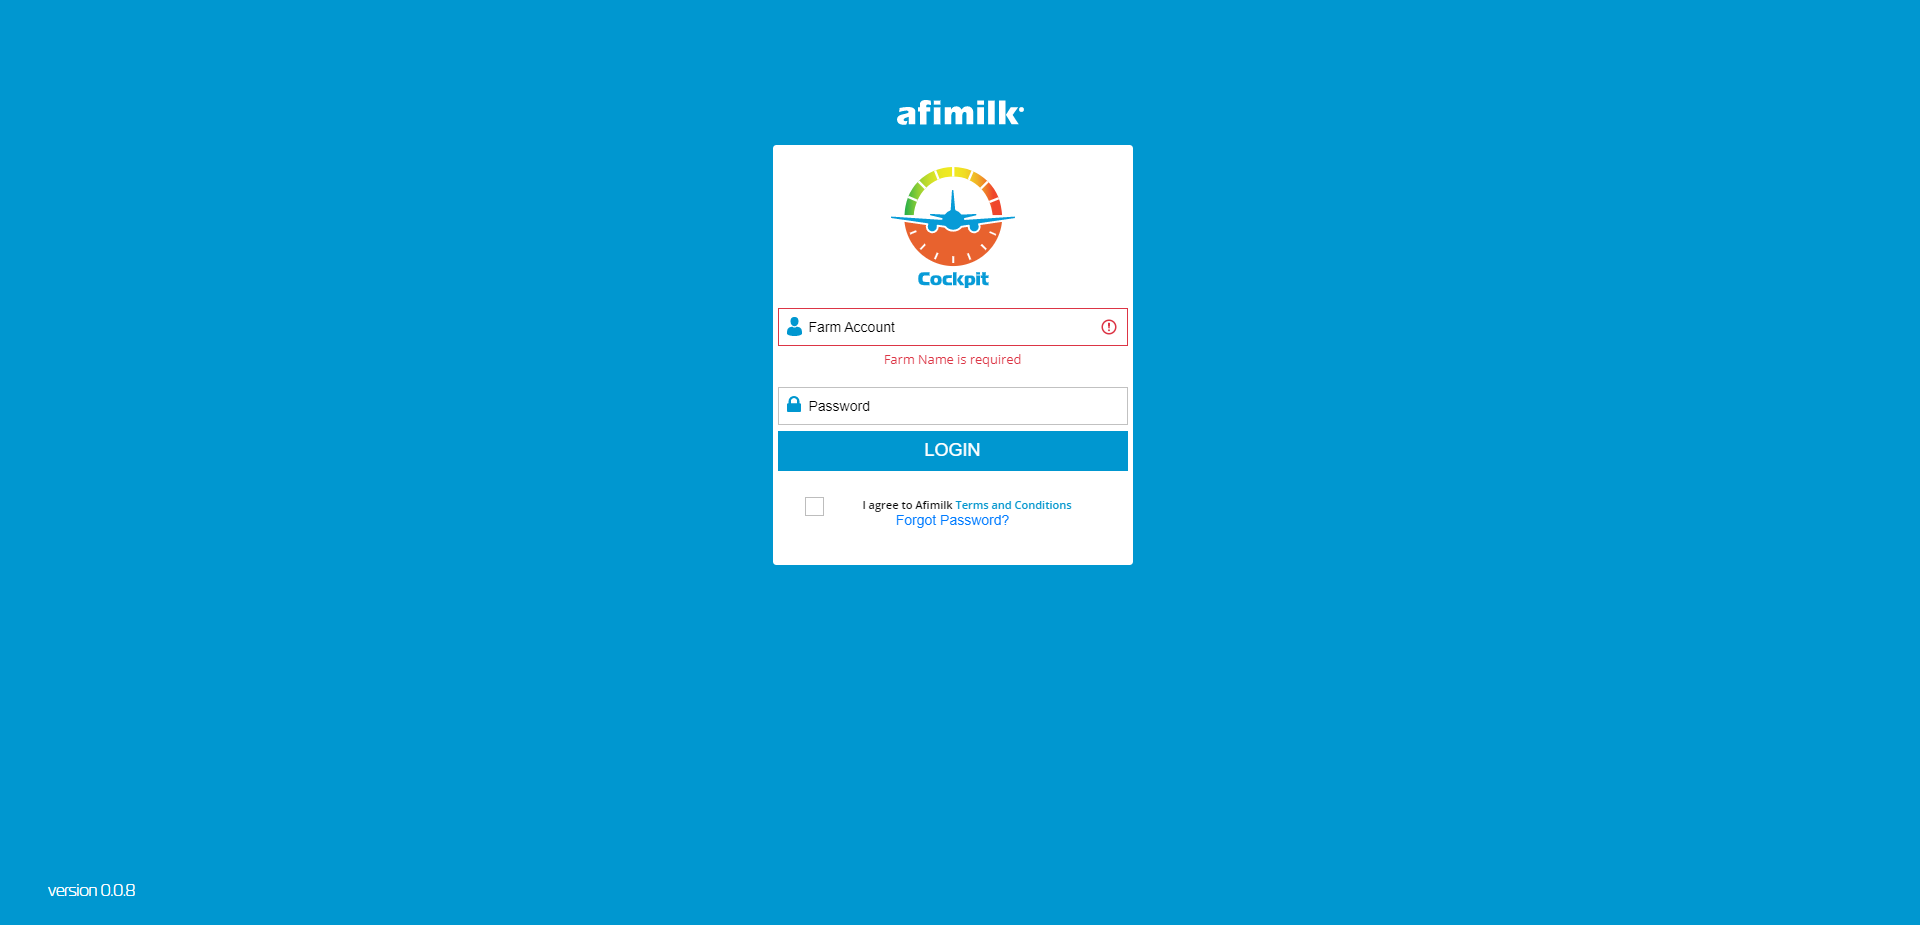 afimilk
Cockpit
Farm Account
Farm Name is required
Password
LOGIN
I agree to Afimilk Terms and Conditions
Forgot Password?
version 0.0.8